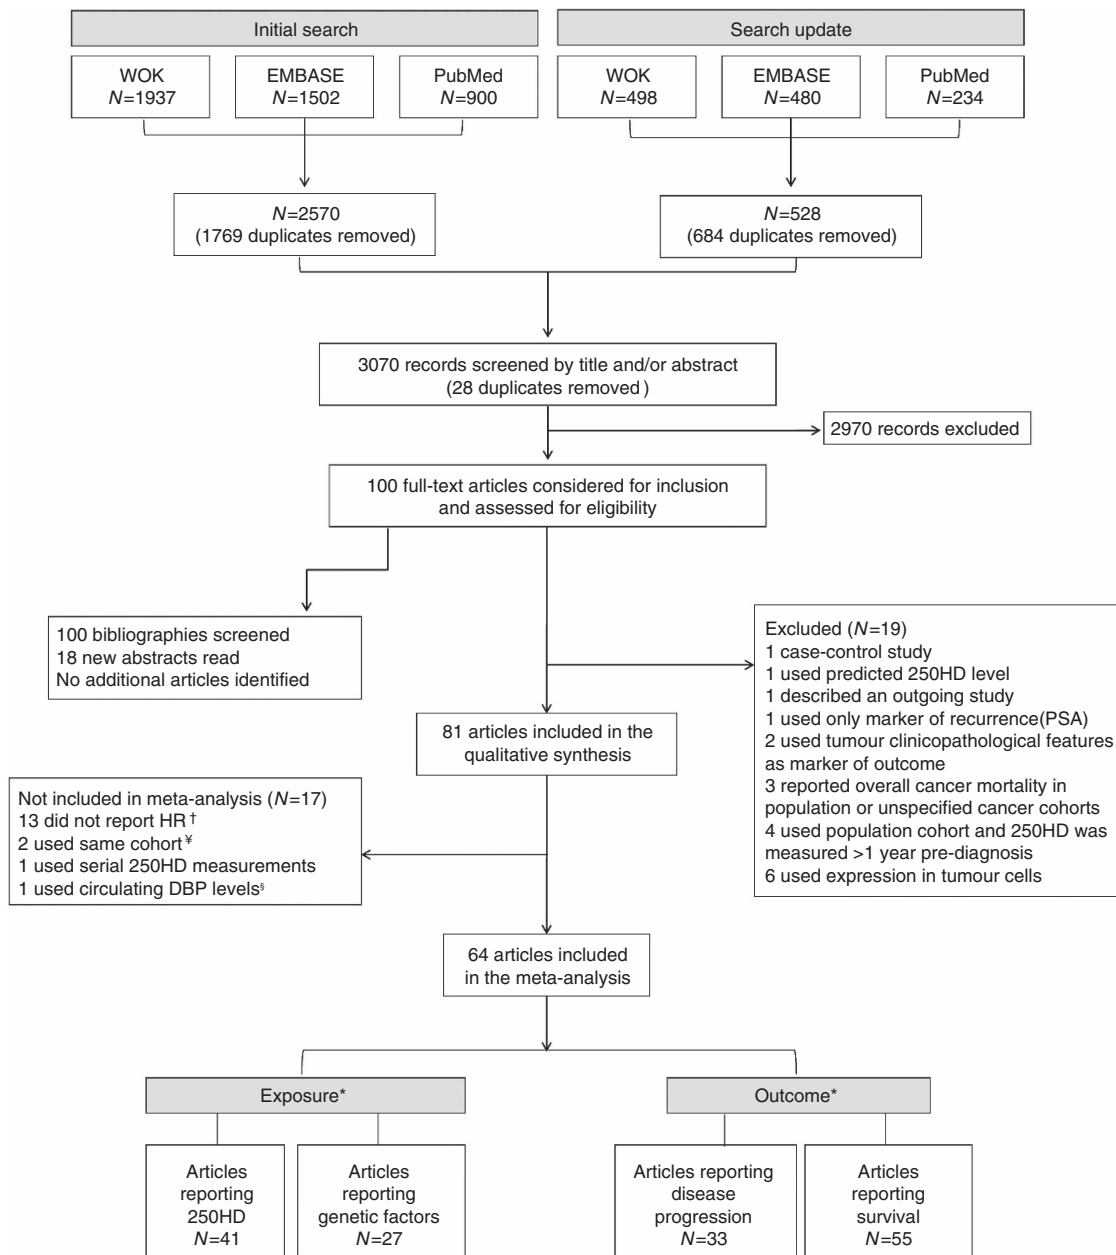 Initial search
Search update
WOK
N=1937
EMBASE
N=1502
PubMed
N=900
WOK
N=498
EMBASE
N=480
PubMed
N=234
N=2570
(1769 duplicates removed)
N=528
(684 duplicates removed)
3070 records screened by title and/or abstract
(28 duplicates removed )
2970 records excluded
100 full-text articles considered for inclusion
and assessed for eligibility
100 bibliographies screened
18 new abstracts read
No additional articles identified
Excluded (N=19)
1 case-control study
1 used predicted 250HD level
1 described an outgoing study
1 used only marker of recurrence(PSA)
2 used tumour clinicopathological features
as marker of outcome
3 reported overall cancer mortality in
population or unspecified cancer cohorts
4 used population cohort and 250HD was
measured >1 year pre-diagnosis
6 used expression in tumour cells
81 articles included in the
qualitative synthesis
Not included in meta-analysis (N=17)
13 did not report HR†
2 used same cohort¥
1 used serial 250HD measurements
1 used circulating DBP levels§
64 articles included
in the meta-analysis
Exposure*
Outcome*
Articles
reporting
250HD
N=41
Articles
reporting
genetic factors
N=27
Articles reporting
disease
progression
N=33
Articles
reporting
survival
N=55